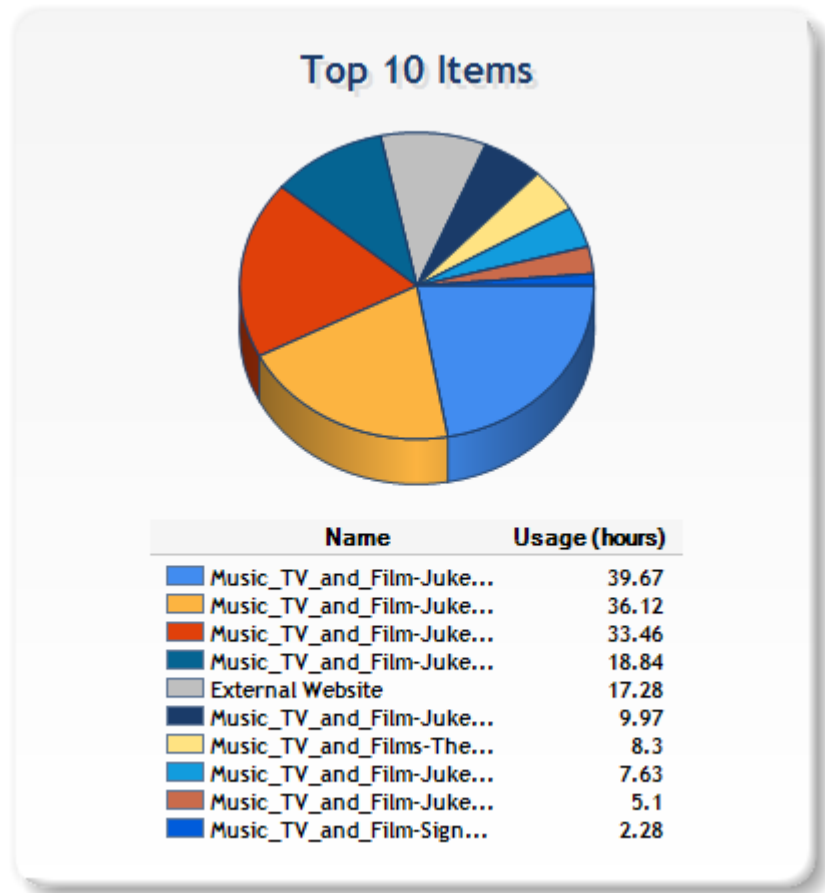 Top 10 Items
Name Usage (hours)
Music_TV_and_Film-Juke... 39.67
Music_TV_and_Film-Juke... 36.12
Music_TV_and_Film-Juke... 33.46
Music_TV_and_Film-Juke... 18.84
External Website 17.28
Music_TV_and_Film-Juke... 9.97
Music_TV_and_Films-The... 8.3
Music_TV_and_Film-Juke... 7.63
Music_TV_and_Film-Juke... 5.1
Music_TV_and_Film-Sign... 2.28